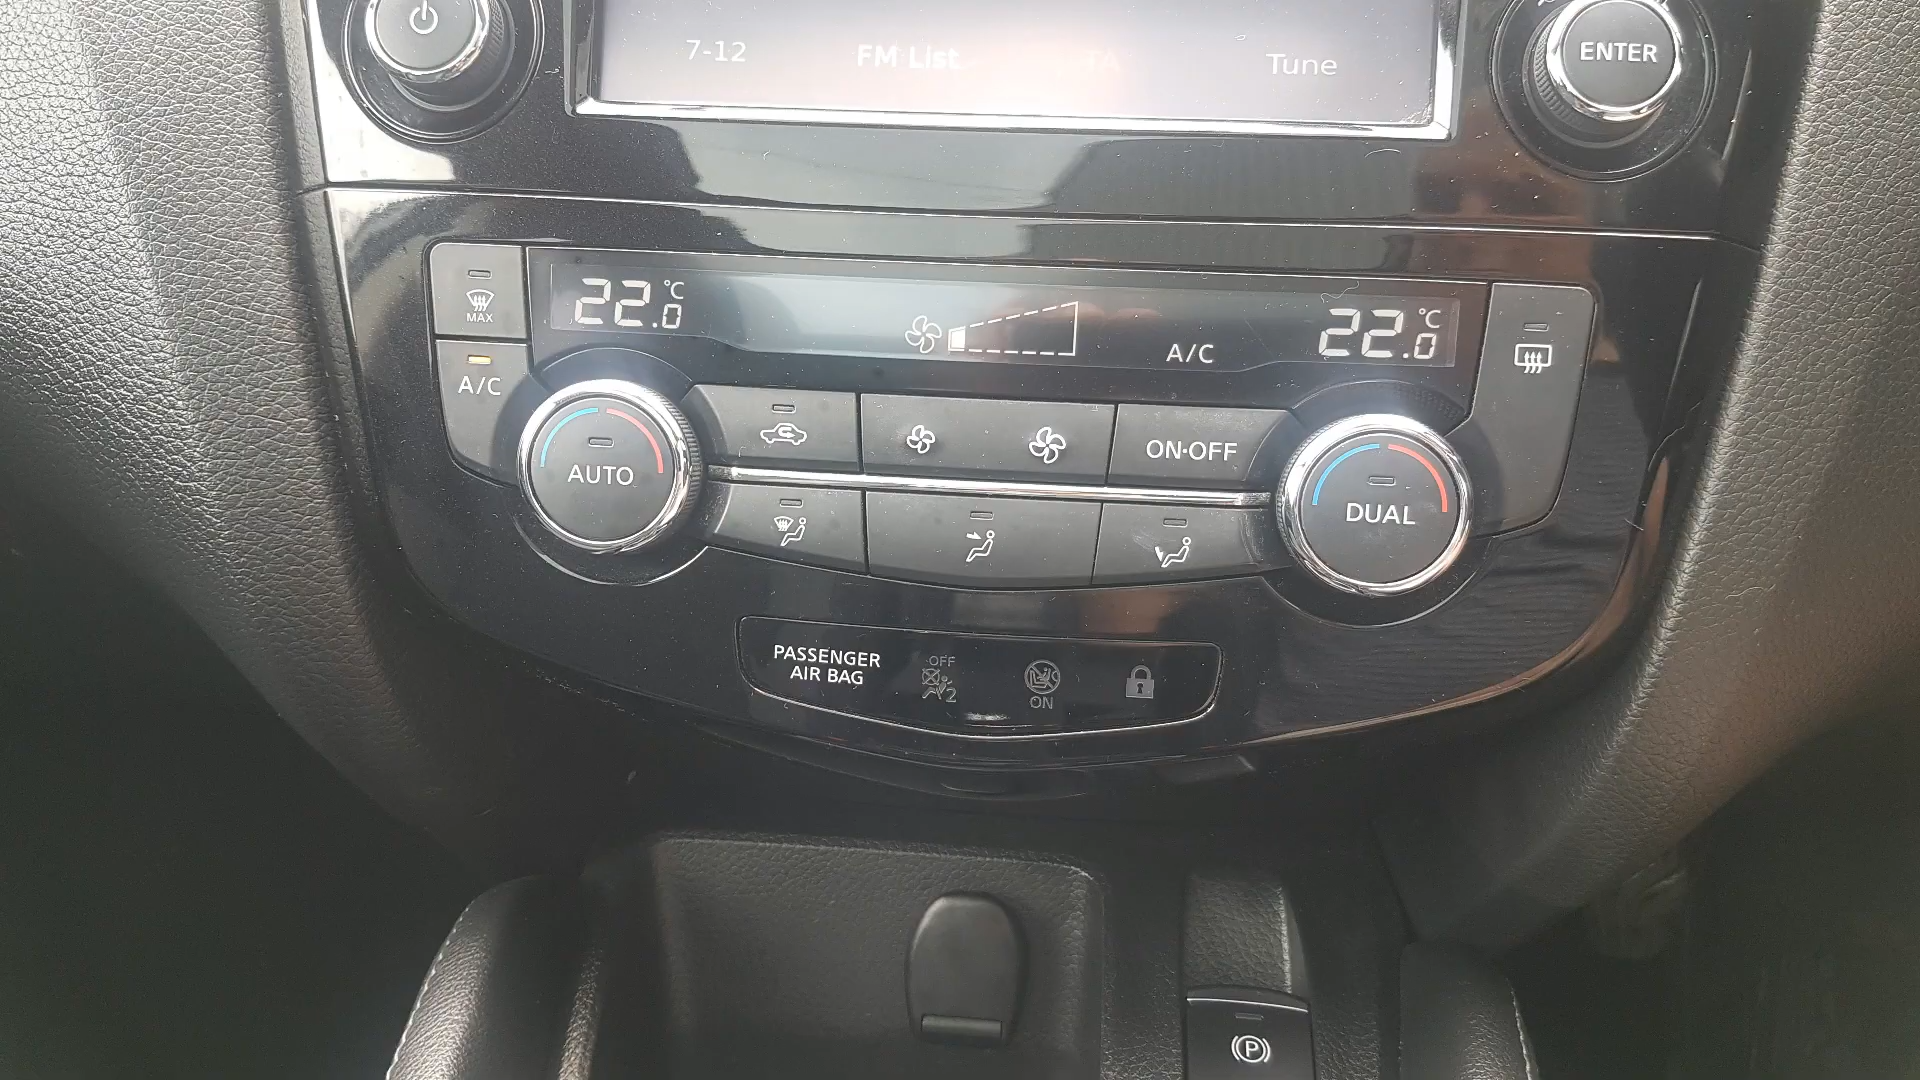 7-12 FM List TA Tune
ENTER
MAX
22.0 °C
A/C
22.0 °C
A/C
AUTO
ON·OFF
DUAL
PASSENGER
AIR BAG
OFF
2
ON
P